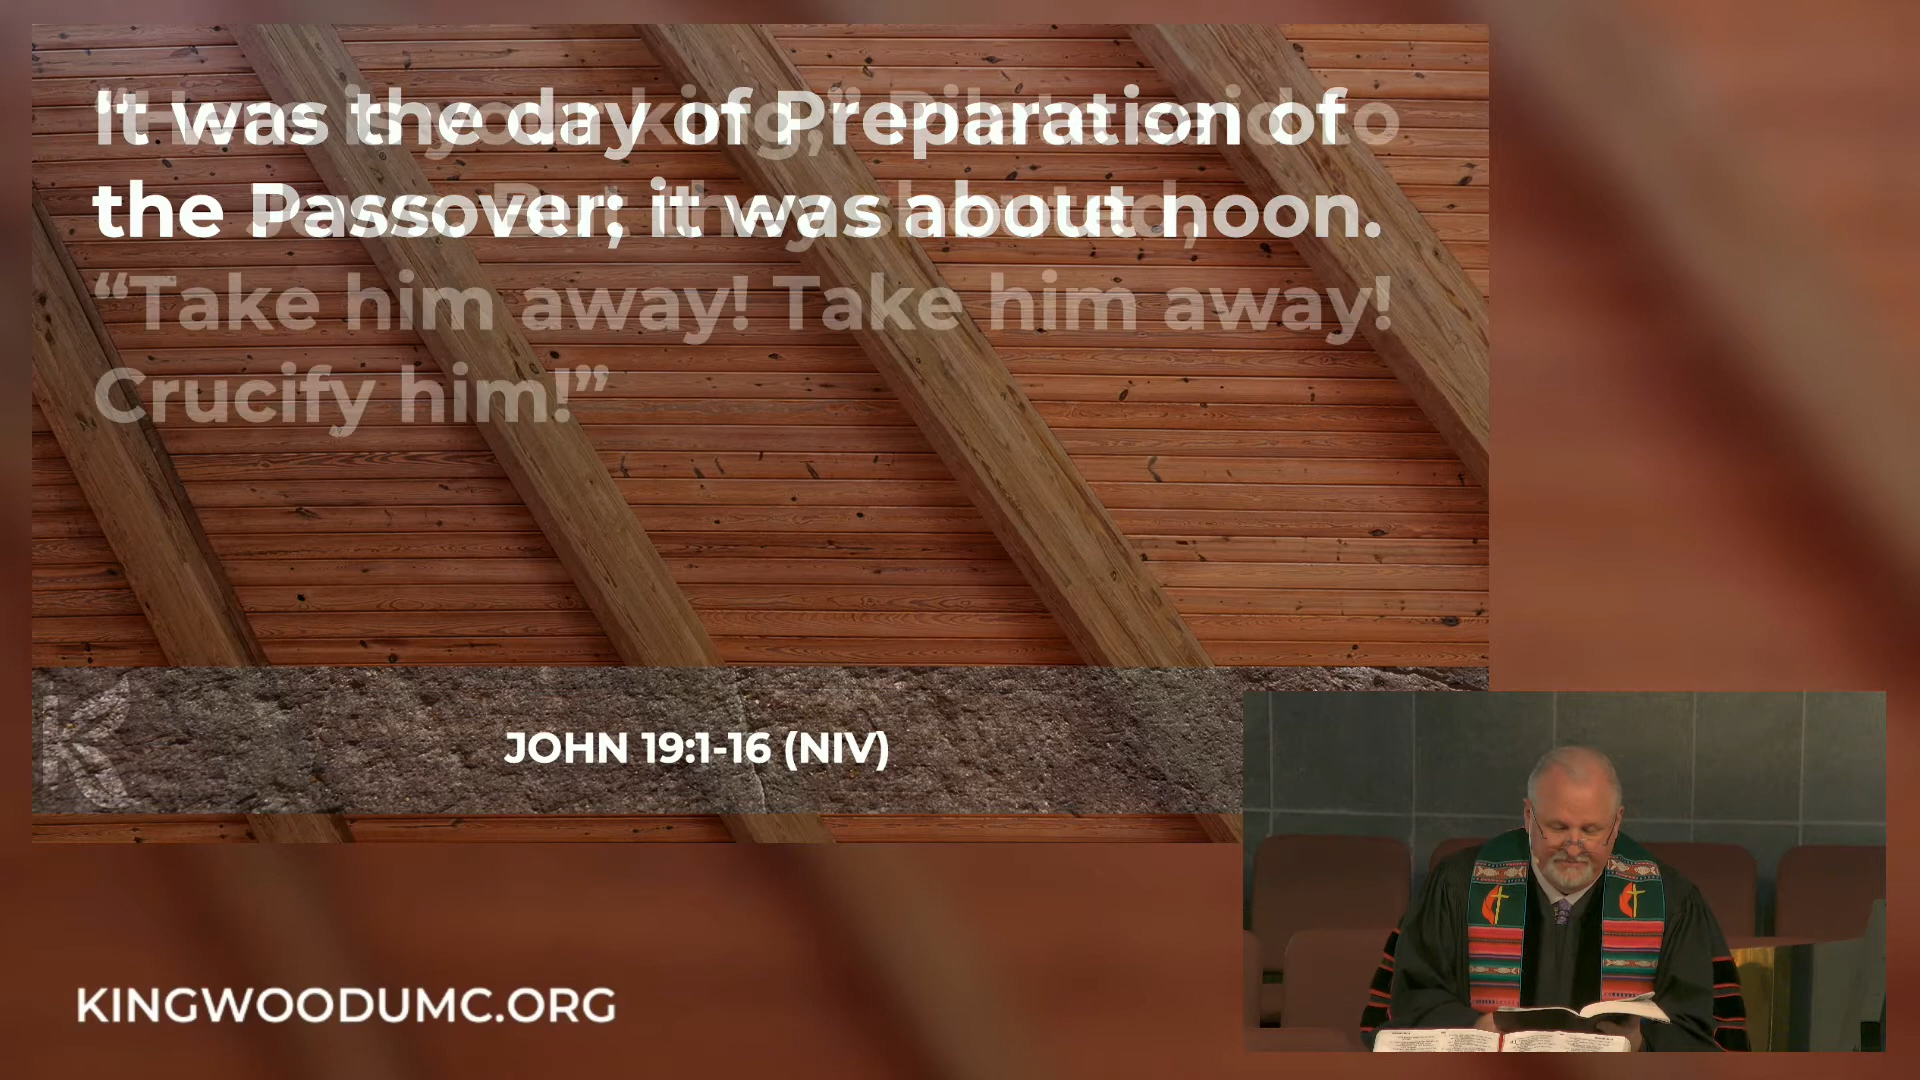 It was the day of Preparation of
the Passover; it was about noon.
“Take him away! Take him away!
Crucify him!”
JOHN 19:1-16 (NIV)
KINGWOODUMC.ORG